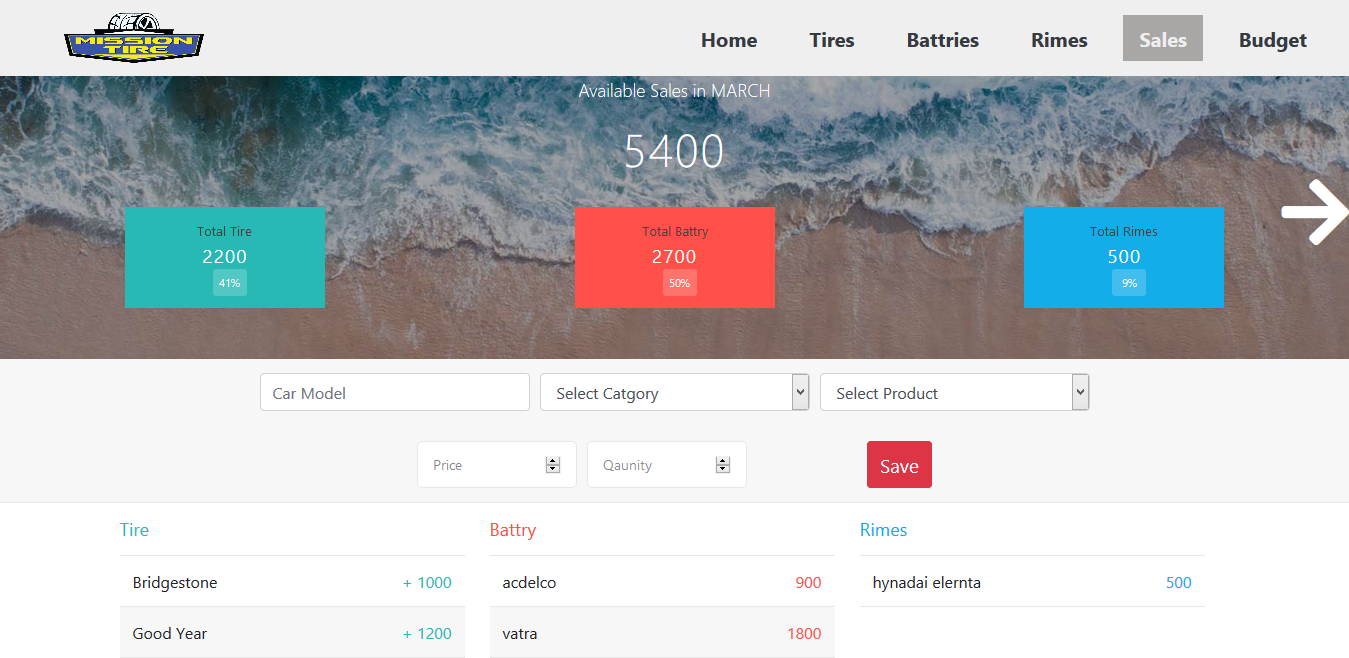 MISSION TIRE
Home Tires Battries Rimes Sales Budget
Available Sales in MARCH
5400
Total Tire
2200
41%
Total Battry
2700
50%
Total Rimes
500
9%
Car Model
Select Catgory
Select Product
Price
Qaunity
Save
Tire
Bridgestone + 1000
Good Year + 1200
Battry
acdelco 900
vatra 1800
Rimes
hynadai elernta 500